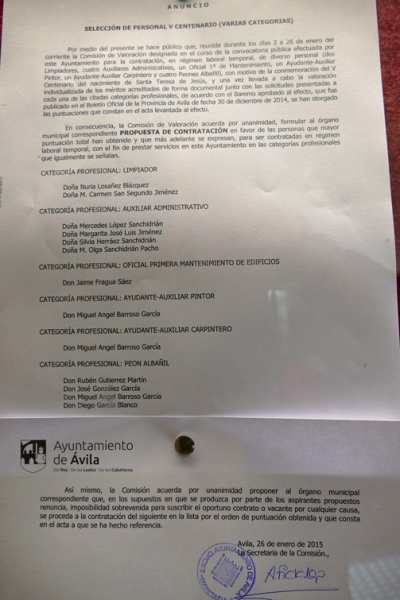 ANUNCIO
SELECCIÓN DE PERSONAL V CENTENARIO (VARIAS CATEGORIAS)
Por medio del presente se hace público que, reunida durante los días 2 a 26 de enero del
corriente la Comisión de Valoración designada en el curso de la convocatoria pública efectuada por
este Ayuntamiento para la contratación, en régimen laboral temporal, de diverso personal (dos
Limpiadores, cuatro Auxiliares Administrativos, un Oficial 1ª de Mantenimiento, un Ayudante-Auxiliar
Pintor, un Ayudante-Auxiliar Carpintero y cuatro Peones Albañil), con motivo de la conmemoración del V
Centenario del nacimiento de Santa Teresa de Jesús, y una vez llevada a cabo la valoración
individualizada de los méritos acreditados de forma documental junto con las solicitudes presentadas a
cada una de las citadas categorías profesionales, de acuerdo con el Baremo aprobado al efecto, que fue
publicado en el Boletín Oficial de la Provincia de Ávila de fecha 30 de diciembre de 2014, se han otorgado
las puntuaciones que constan en el acta levantada al efecto.
En consecuencia, la Comisión de Valoración acuerda por unanimidad, formular al órgano
municipal correspondiente PROPUESTA DE CONTRATACIÓN en favor de las personas que mayor
puntuación total han obtenido y que más adelante se expresan, para ser contratadas en régimen
laboral temporal, con el fin de prestar servicios en este Ayuntamiento en las categorías profesionales
que igualmente se señalan.
CATEGORÍA PROFESIONAL: LIMPIADOR
Doña Nuria Losañez Blázquez
Doña M. Carmen San Segundo Jiménez
CATEGORÍA PROFESIONAL: AUXILIAR ADMINISTRATIVO
Doña Mercedes López Sanchidrián
Doña Margarita José Luis Jiménez
Doña Silvia Herráez Sanchidrián
Doña M. Olga Sanchidrián Pacho
CATEGORÍA PROFESIONAL: OFICIAL PRIMERA MANTENIMIENTO DE EDIFICIOS
Don Jaime Fragua Sáez
CATEGORÍA PROFESIONAL: AYUDANTE-AUXILIAR PINTOR
Don Miguel Angel Barroso García
CATEGORÍA PROFESIONAL: AYUDANTE-AUXILIAR CARPINTERO
Don Miguel Angel Barroso García
CATEGORÍA PROFESIONAL: PEON ALBAÑIL
Don Rubén Gutierrez Martín
Don José González García
Don Miguel Angel Barroso García
Don Diego García Blanco
Ayuntamiento
de Ávila
Del Rey · De los Leales · De los Caballeros
Así mismo, la Comisión acuerda por unanimidad proponer al órgano municipal
correspondiente que, en los supuestos en que se produzca por parte de los aspirantes propuestos
renuncia, imposibilidad sobrevenida para suscribir el oportuno contrato o vacante por cualquier causa,
se proceda a la contratación del siguiente en la lista por el orden de puntuación obtenida y que consta
en el acta a que se ha hecho referencia.
Avila, 26 de enero de 2015
La Secretaria de la Comisión.,